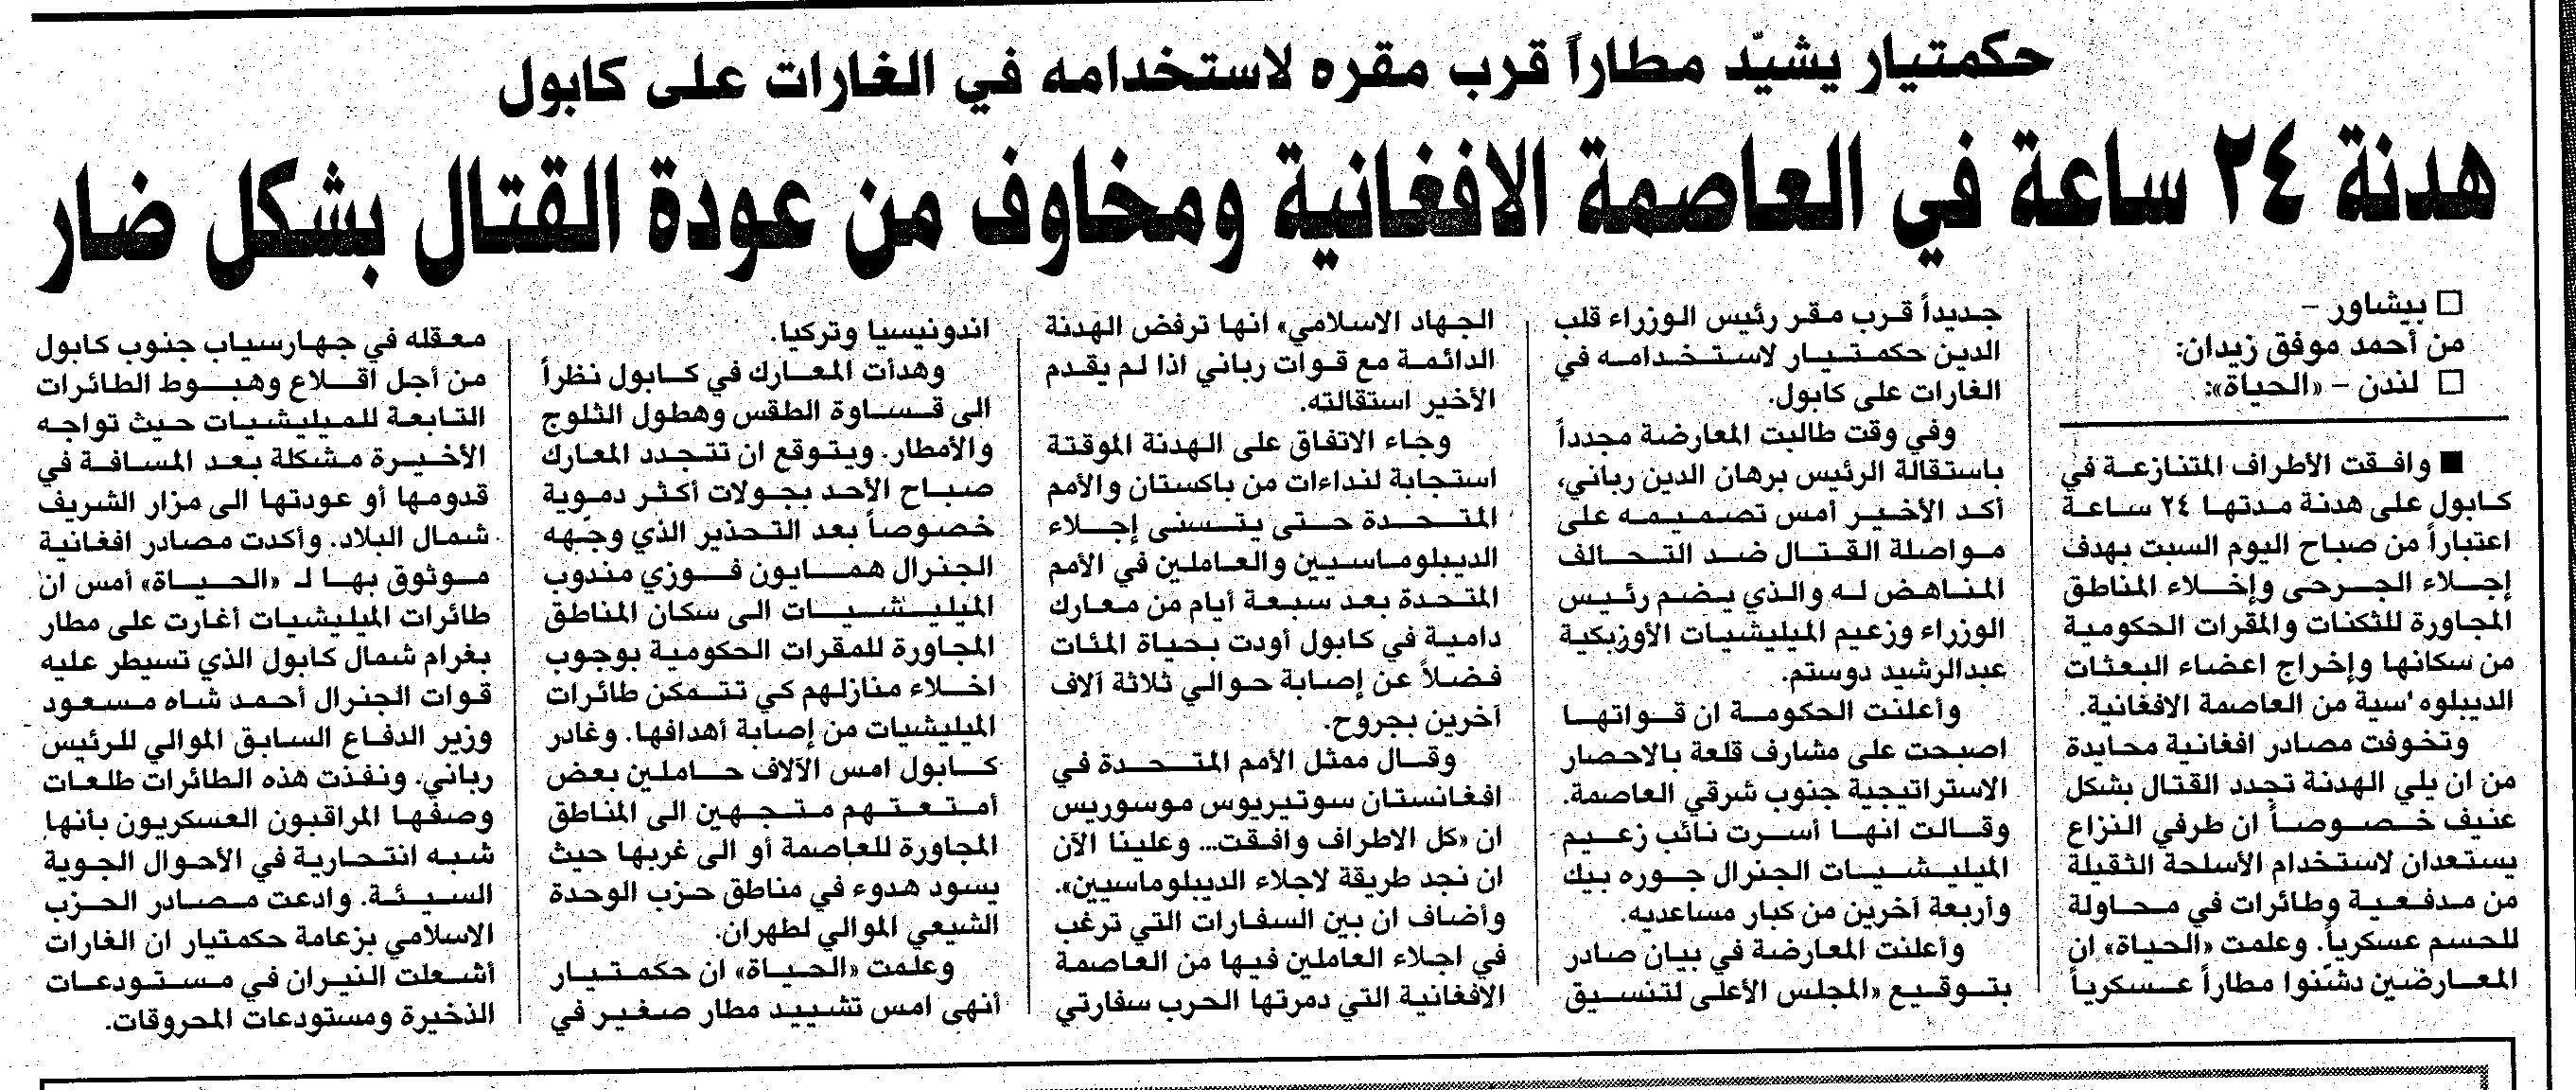 حكمتيار يشيّد مطاراً قرب مقره لاستخدامه في الغارات على كابول
هدنة ٢٤ ساعة في العاصمة الافغانية ومخاوف من عودة القتال بشكل ضار
□ بيشاور –
من أحمد موفق زيدان:
□ لندن – «الحياة»:
■ وافقت الأطراف المتنازعة في
كابول على هدنة مدتها ٢٤ ساعة
اعتباراً من صباح اليوم السبت بهدف
إجلاء الجرحى وإخلاء المناطق
المجاورة للثكنات والمقرات الحكومية
من سكانها وإخراج اعضاء البعثات
الديبلوه'سية من العاصمة الافغانية.
وتخوفت مصادر افغانية محايدة
من ان يلي الهدنة تجدد القتال بشكل
عنيف خصوصاً ان طرفي النزاع
يستعدان لاستخدام الأسلحة الثقيلة
من مدفعية وطائرات في محاولة
للحسم عسكرياً. وعلمت «الحياة» ان
المعارضين دشّنوا مطاراً عسكرياً
جديداً قرب مقر رئيس الوزراء قلب
الدين حكمتيار لاستخدامه في
الغارات على كابول.
وفي وقت طالبت المعارضة مجدداً
باستقالة الرئيس برهان الدين رباني،
أكد الأخير أمس تصميمه على
مواصلة القتال ضد التحالف
المناهض له والذي يضم رئيس
الوزراء وزعيم الميليشيات الأوزبكية
عبدالرشيد دوستم.
وأعلنت الحكومة ان قواتها
اصبحت على مشارف قلعة بالاحصار
الاستراتيجية جنوب شرقي العاصمة.
وقالت انها أسرت نائب زعيم
الميليشيات الجنرال جوره بيك
وأربعة آخرين من كبار مساعديه.
وأعلنت المعارضة في بيان صادر
بتوقيع «المجلس الأعلى لتنسيق
الجهاد الاسلامي» انها ترفض الهدنة
الدائمة مع قوات رباني اذا لم يقدم
الأخير استقالته.
وجاء الاتفاق على الهدنة الموقتة
استجابة لنداءات من باكستان والأمم
المتحدة حتى يتسنى إجلاء
الديبلوماسيين والعاملين في الأمم
المتحدة بعد سبعة أيام من معارك
دامية في كابول أودت بحياة المئات
فضلاً عن إصابة حوالي ثلاثة آلاف
آخرين بجروح.
وقال ممثل الأمم المتحدة في
افغانستان سوتيريوس موسوريس
ان «كل الاطراف وافقت... وعلينا الآن
ان نجد طريقة لاجلاء الديبلوماسيين».
وأضاف ان بين السفارات التي ترغب
في اجلاء العاملين فيها من العاصمة
الافغانية التي دمرتها الحرب سفارتي
اندونيسيا وتركيا.
وهدأت المعارك في كابول نظراً
الى قساوة الطقس وهطول الثلوج
والأمطار. ويتوقع ان تتجدد المعارك
صباح الأحد بجولات أكثر دموية
خصوصاً بعد التحذير الذي وجّهه
الجنرال همايون فوزي مندوب
الميليشيات الى سكان المناطق
المجاورة للمقرات الحكومية بوجوب
اخلاء منازلهم كي تتمكن طائرات
الميليشيات من إصابة أهدافها. وغادر
كابول امس الآلاف حاملين بعض
أمتعتهم متجهين الى المناطق
المجاورة للعاصمة أو الى غربها حيث
يسود هدوء في مناطق حزب الوحدة
الشيعي الموالي لطهران.
وعلمت «الحياة» ان حكمتيار
أنهى امس تشييد مطار صغير في
معقله في جهارسياب جنوب كابول
من أجل اقلاع وهبوط الطائرات
التابعة للميليشيات حيث تواجه
الأخيرة مشكلة بعد المسافة في
قدومها أو عودتها الى مزار الشريف
شمال البلاد. وأكدت مصادر افغانية
موثوق بها لـ «الحياة» أمس ان
طائرات الميليشيات أغارت على مطار
بغرام شمال كابول الذي تسيطر عليه
قوات الجنرال أحمد شاه مسعود
وزير الدفاع السابق الموالي للرئيس
رباني. ونفذت هذه الطائرات طلعات
وصفها المراقبون العسكريون بأنها
شبه انتحارية في الأحوال الجوية
السيئة. وادعت مصادر الحزب
الاسلامي بزعامة حكمتيار ان الغارات
أشعلت النيران في مستودعات
الذخيرة ومستودعات المحروقات.